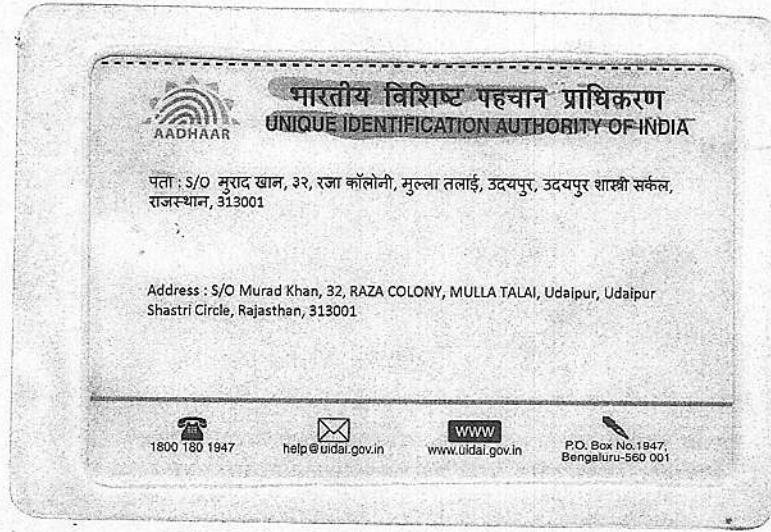 भारतीय विशिष्ट पहचान प्राधिकरण
AADHAAR
UNIQUE IDENTIFICATION AUTHORITY OF INDIA
पता : S/O मुराद खान, ३२, रजा कॉलोनी, मुल्ला तलाई, उदयपुर, उदयपुर शास्त्री सर्कल,
राजस्थान, 313001
Address : S/O Murad Khan, 32, RAZA COLONY, MULLA TALAI, Udaipur, Udaipur
Shastri Circle, Rajasthan, 313001
1800 180 1947
help@uidai.gov.in
www
www.uidai.gov.in
P.O. Box No.1947,
Bengaluru-560 001